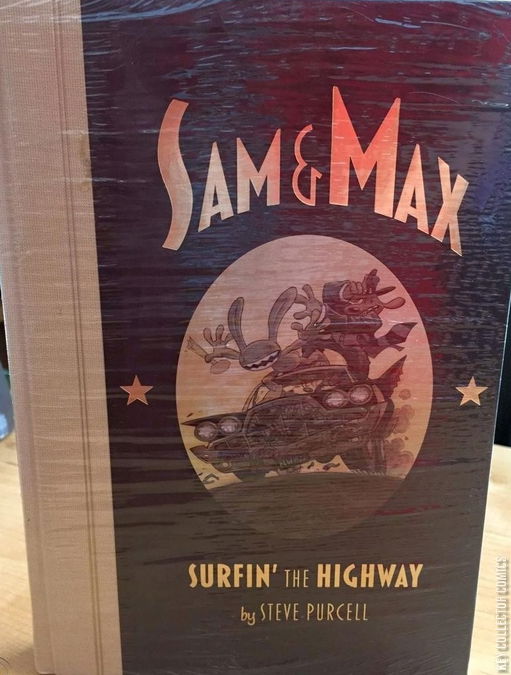 SAM & MAX
SURFIN' THE HIGHWAY
by STEVE PURCELL
KEY COLLECTOR COMICS